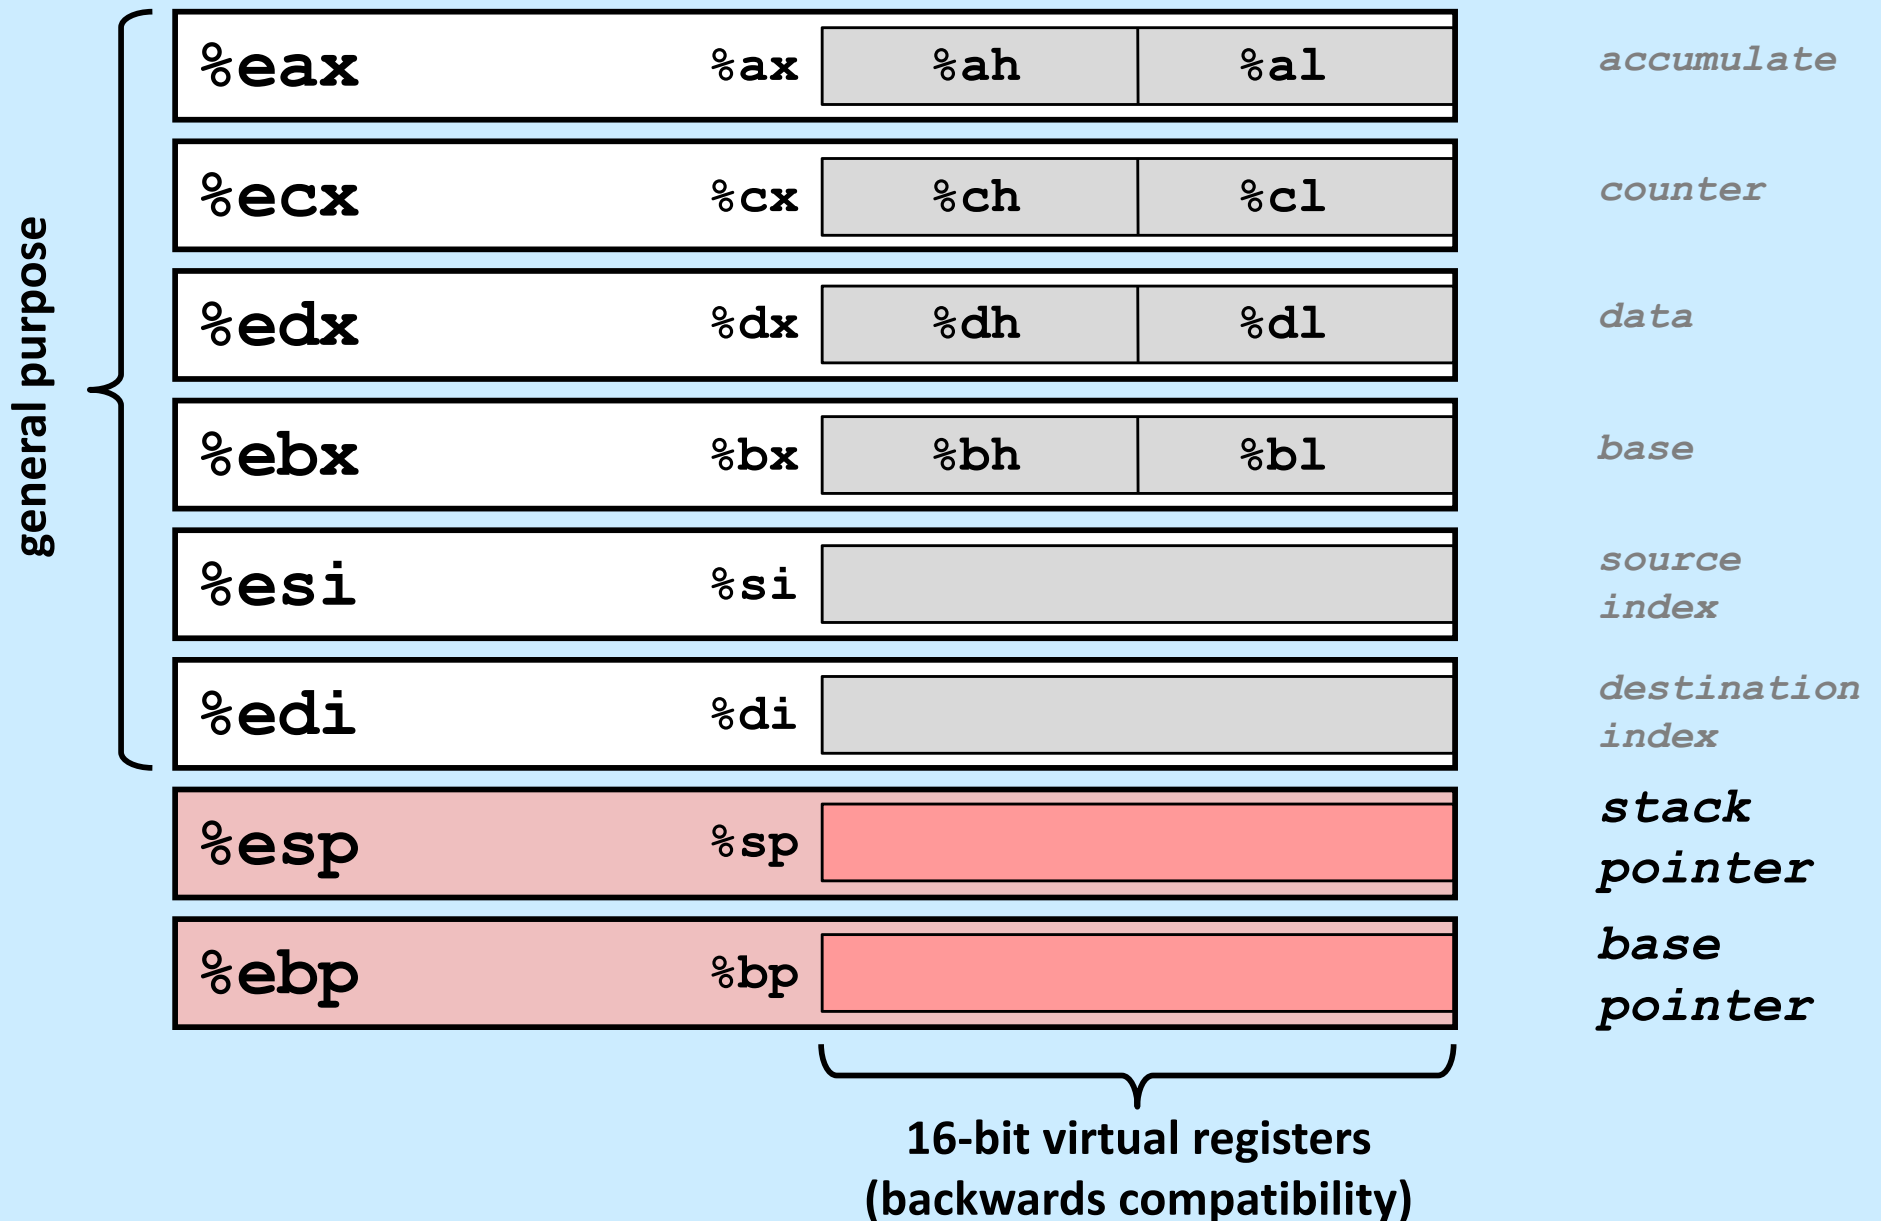 general purpose
%eax %ax %ah %al accumulate
%ecx %cx %ch %cl counter
%edx %dx %dh %dl data
%ebx %bx %bh %bl base
%esi %si source
index
%edi %di destination
index
%esp %sp stack
pointer
%ebp %bp base
pointer
16-bit virtual registers
(backwards compatibility)